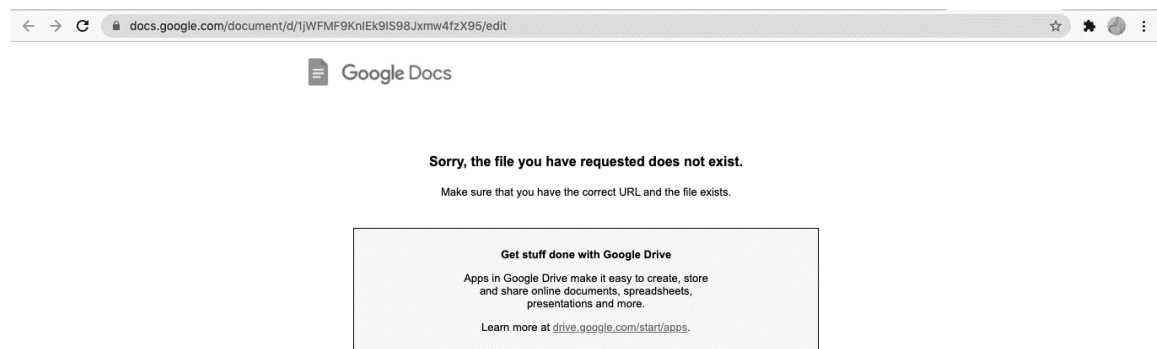 docs.google.com/document/d/1jWFMF9KnIEk9lS98Jxmw4fzX95/edit
Google Docs
Sorry, the file you have requested does not exist.
Make sure that you have the correct URL and the file exists.
Get stuff done with Google Drive
Apps in Google Drive make it easy to create, store
and share online documents, spreadsheets,
presentations and more.
Learn more at drive.google.com/start/apps.